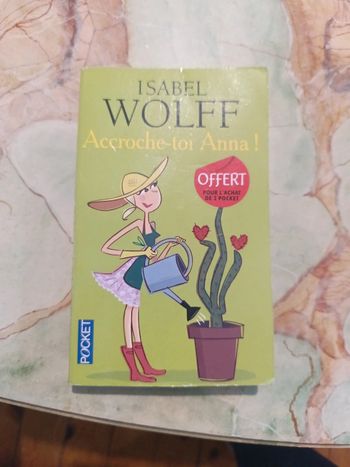 ISABEL
WOLFF
Accroche-toi Anna !
OFFERT
POUR L'ACHAT
DE 2 POCKET
POCKET